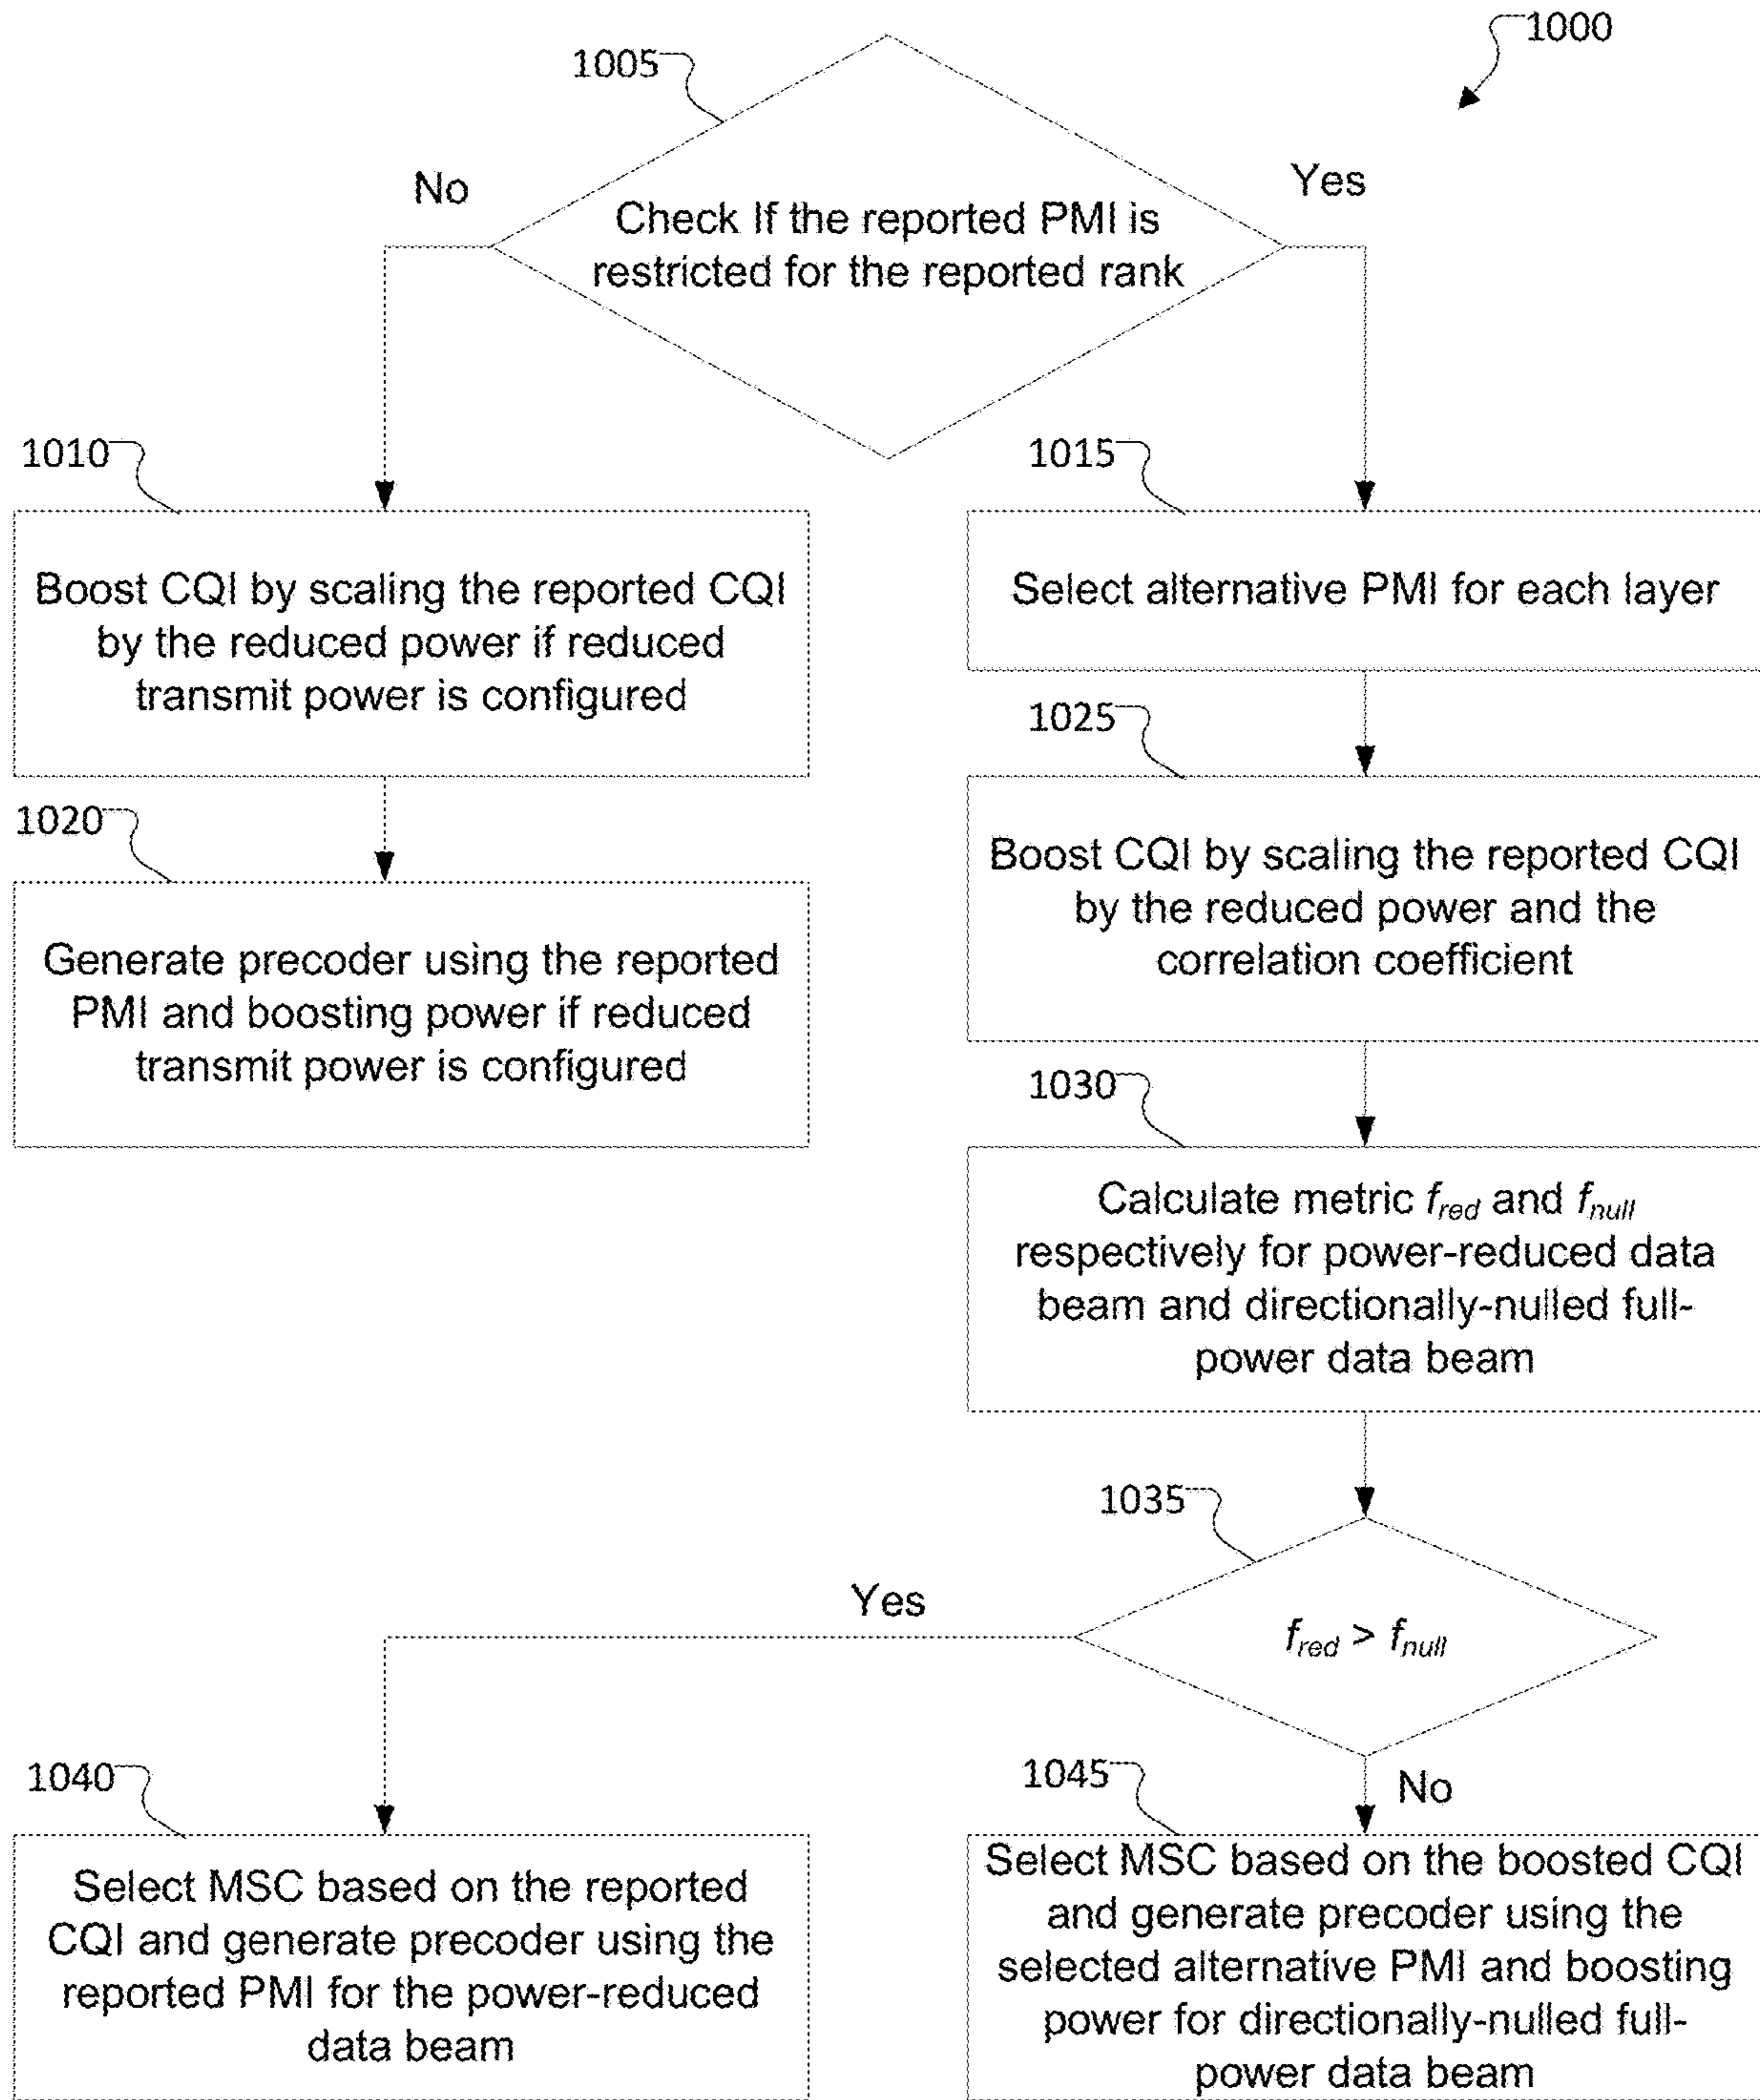 1000
1005
No
Yes
Check If the reported PMI is
restricted for the reported rank
1010
Boost CQI by scaling the reported CQI
by the reduced power if reduced
transmit power is configured
1015
Select alternative PMI for each layer
1020
Generate precoder using the reported
PMI and boosting power if reduced
transmit power is configured
1025
Boost CQI by scaling the reported CQI
by the reduced power and the
correlation coefficient
1030
Calculate metric fred and fnull
respectively for power-reduced data
beam and directionally-nulled full-
power data beam
1035
fred > fnull
Yes
No
1040
Select MSC based on the reported
CQI and generate precoder using the
reported PMI for the power-reduced
data beam
1045
Select MSC based on the boosted CQI
and generate precoder using the
selected alternative PMI and boosting
power for directionally-nulled full-
power data beam